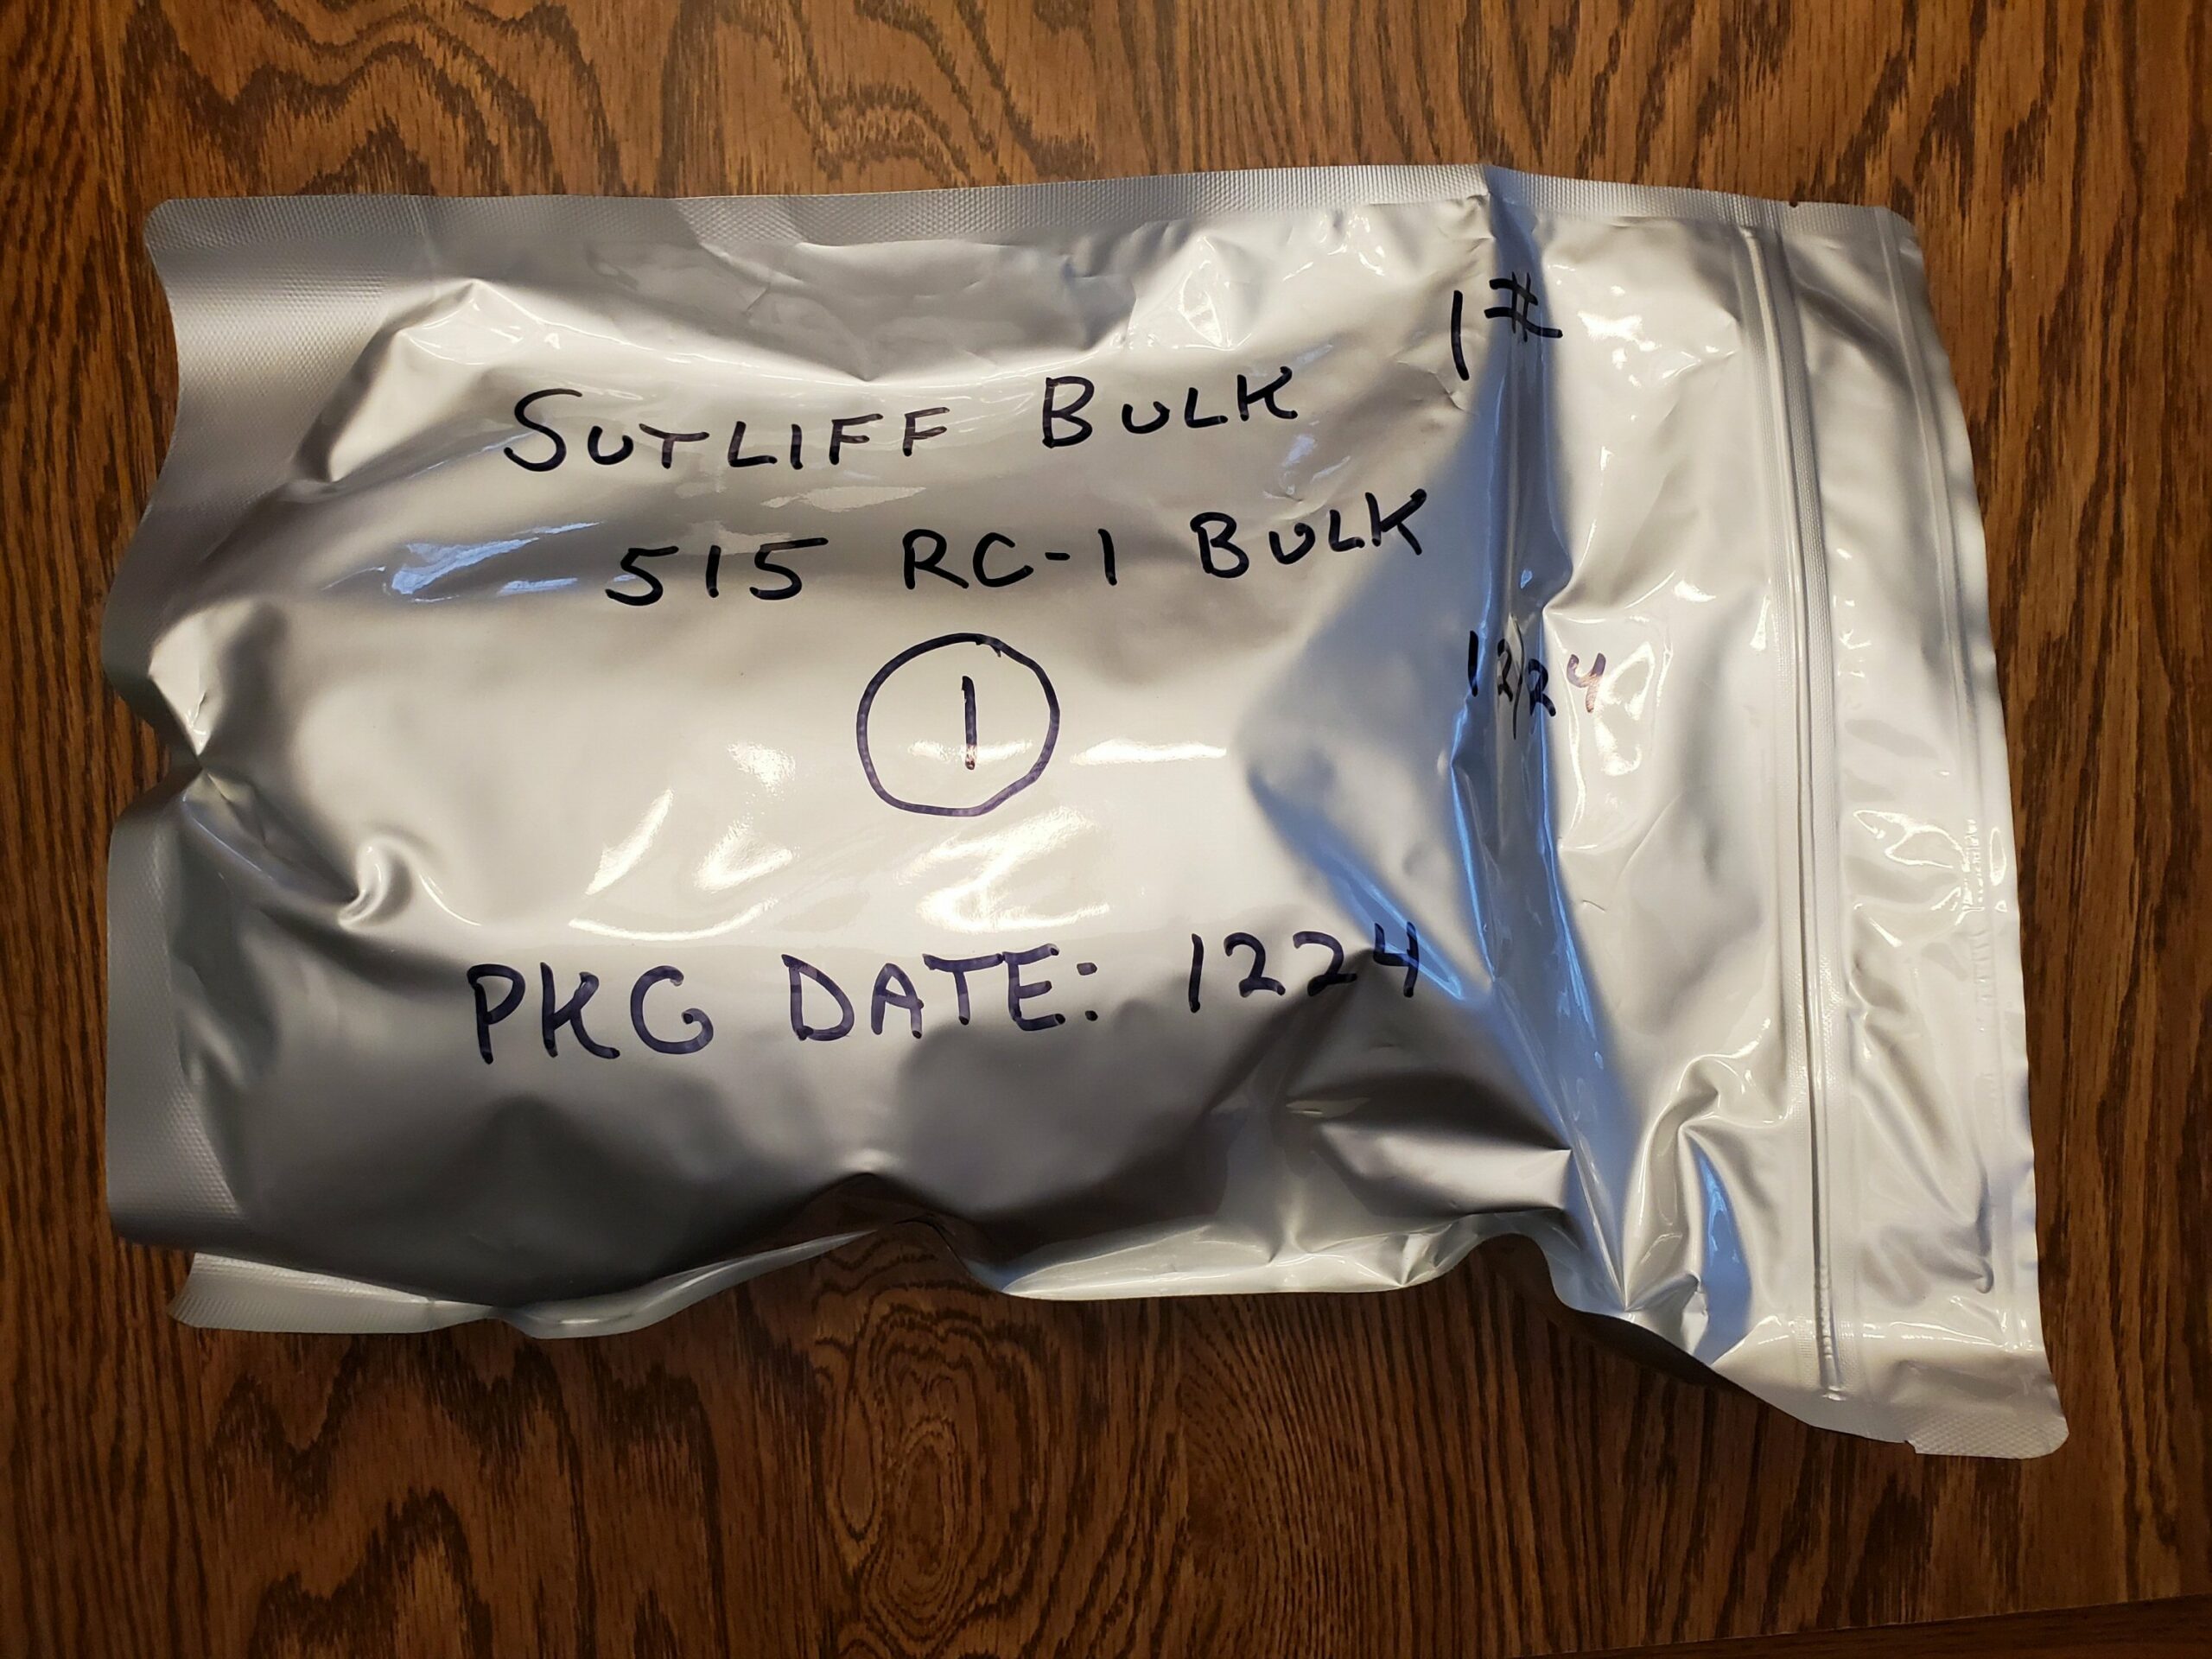 1#
SUTLIFF BULK
515 RC-1 BULK
12/24
1
PKG DATE: 1224